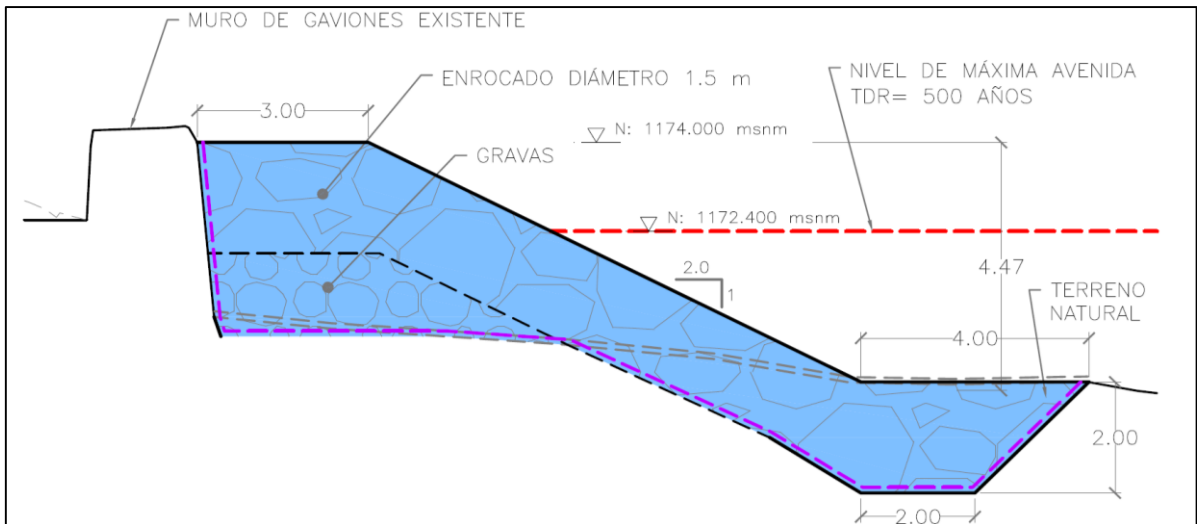 MURO DE GAVIONES EXISTENTE
ENROCADO DIÁMETRO 1.5 m
NIVEL DE MÁXIMA AVENIDA
TDR= 500 AÑOS
3.00
N: 1174.000 msnm
GRAVAS
N: 1172.400 msnm
2.0
1
4.47
TERRENO
NATURAL
4.00
2.00
2.00